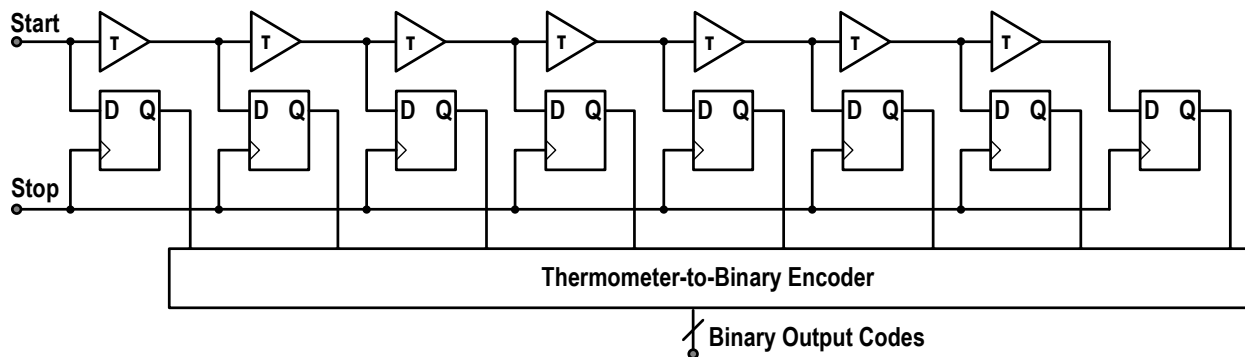 Start
τ τ τ τ τ τ τ
D Q D Q D Q D Q D Q D Q D Q D Q
Stop
Thermometer-to-Binary Encoder
Binary Output Codes